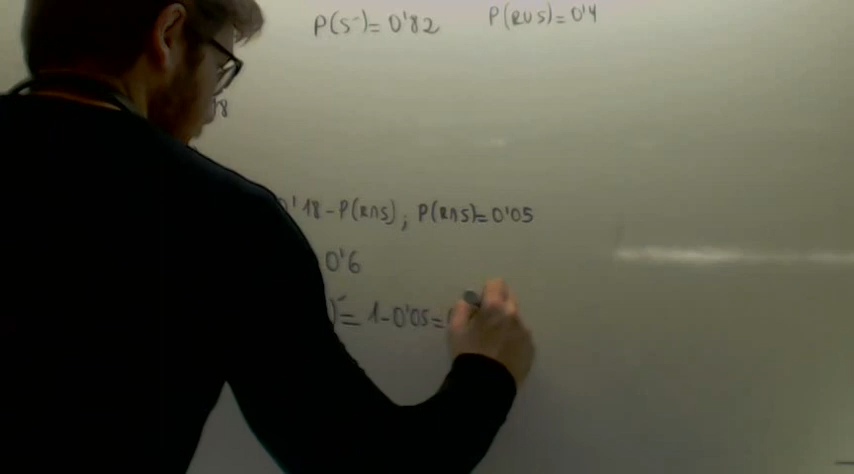 P(S⁻)= 0'82 P(RUS)=0'4
18
0'18-P(R∩S); P(R∩S)=0'05
0'6
)⁻= 1-0'05=